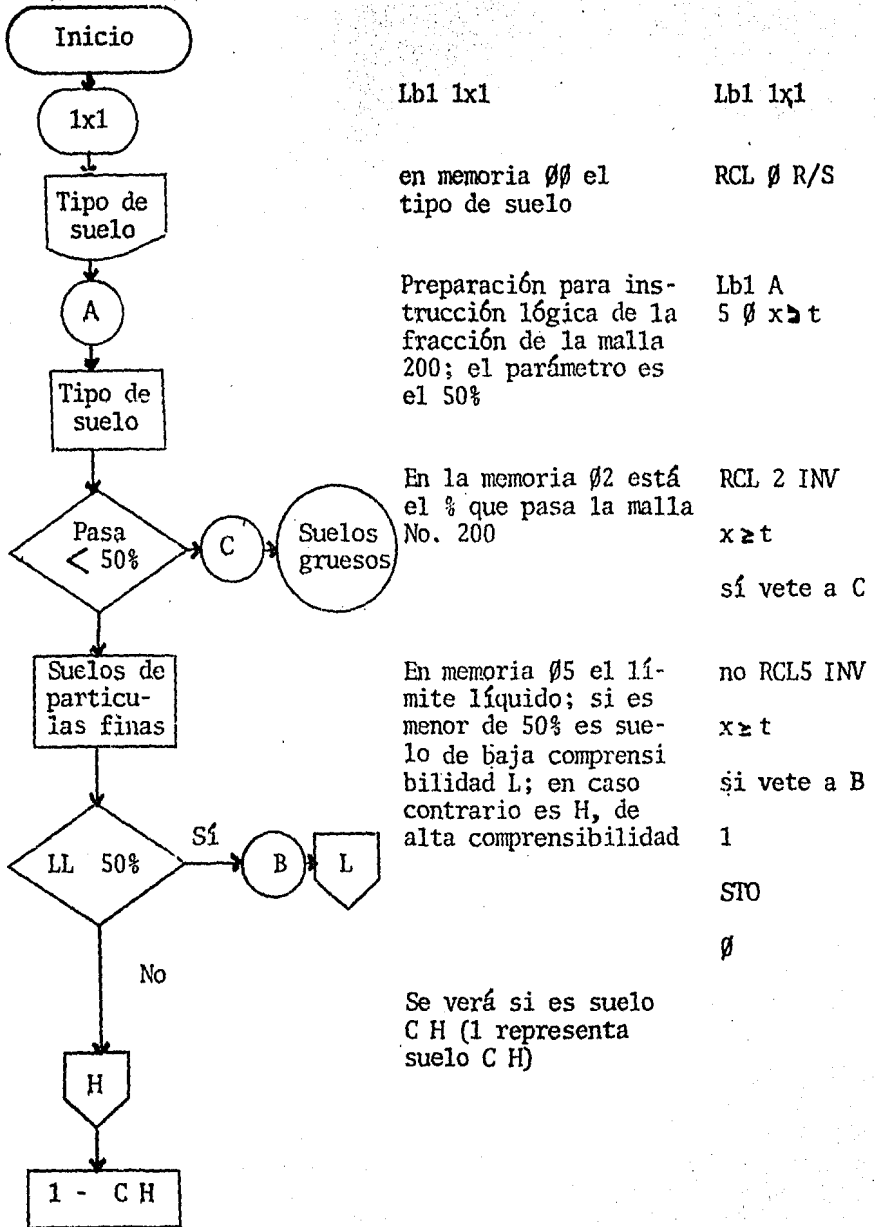 Inicio
1x1
Tipo de
suelo
A
Tipo de
suelo
Pasa
< 50%
C
Suelos
gruesos
Suelos de
particu-
las finas
LL 50%
Sí
B
L
No
H
1 - C H
Lb1 1x1
en memoria ØØ el
tipo de suelo
Preparación para ins-
trucción lógica de la
fracción de la malla
200; el parámetro es
el 50%
En la memoria Ø2 está
el % que pasa la malla
No. 200
En memoria Ø5 el lí-
mite líquido; si es
menor de 50% es sue-
lo de baja comprensi
bilidad L; en caso
contrario es H, de
alta comprensibilidad
Se verá si es suelo
C H (1 representa
suelo C H)
Lb1 1x1
RCL Ø R/S
Lb1 A
5 Ø x≥t
RCL 2 INV
x≥t
sí vete a C
no RCL5 INV
x≥t
si vete a B
1
STO
Ø